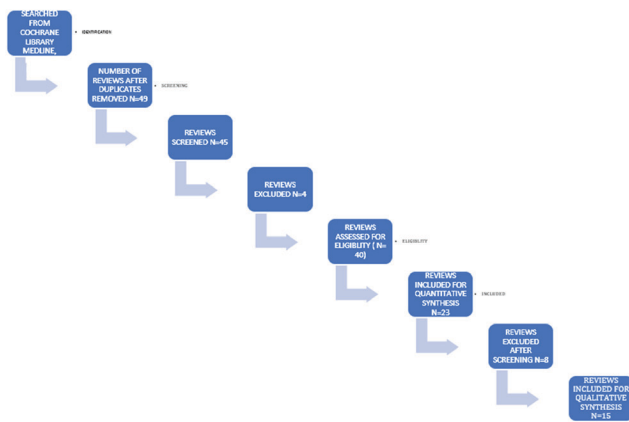 SEARCHED
FROM
COCHRANE
LIBRARY
MEDLINE,
• IDENTIFICATION
NUMBER OF
REVIEWS AFTER
DUPLICATES
REMOVED N=49
• SCREENING
REVIEWS
SCREENED N=45
REVIEWS
EXCLUDED N=4
REVIEWS
ASSESSED FOR
ELIGIBLITY ( N=
40)
• ELIGIBLITY
REVIEWS
INCLUDED FOR
QUANTITATIVE
SYNTHESIS
N=23
• INCLUDED
REVIEWS
EXCLUDED
AFTER
SCREENING N=8
REVIEWS
INCLUDED FOR
QUALITATIVE
SYNTHESIS
N=15